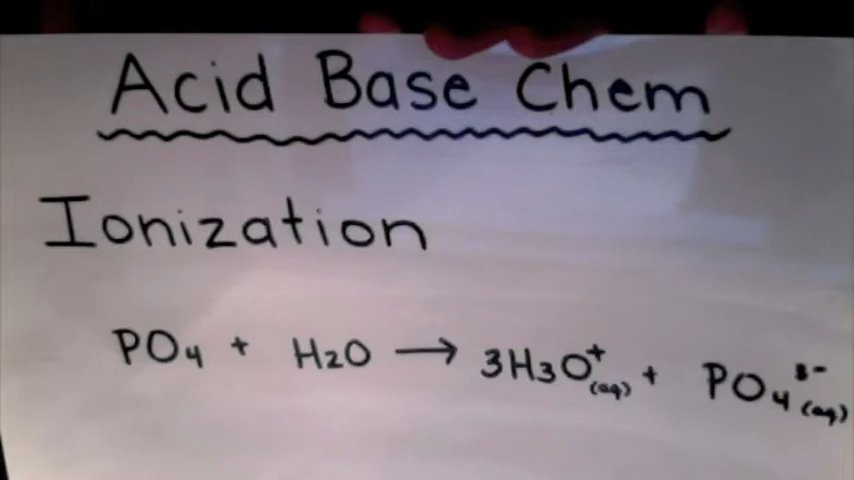 Acid Base Chem
Ionization
PO₄ + H₂O → 3H₃O⁺(aq) + PO₄³⁻(aq)